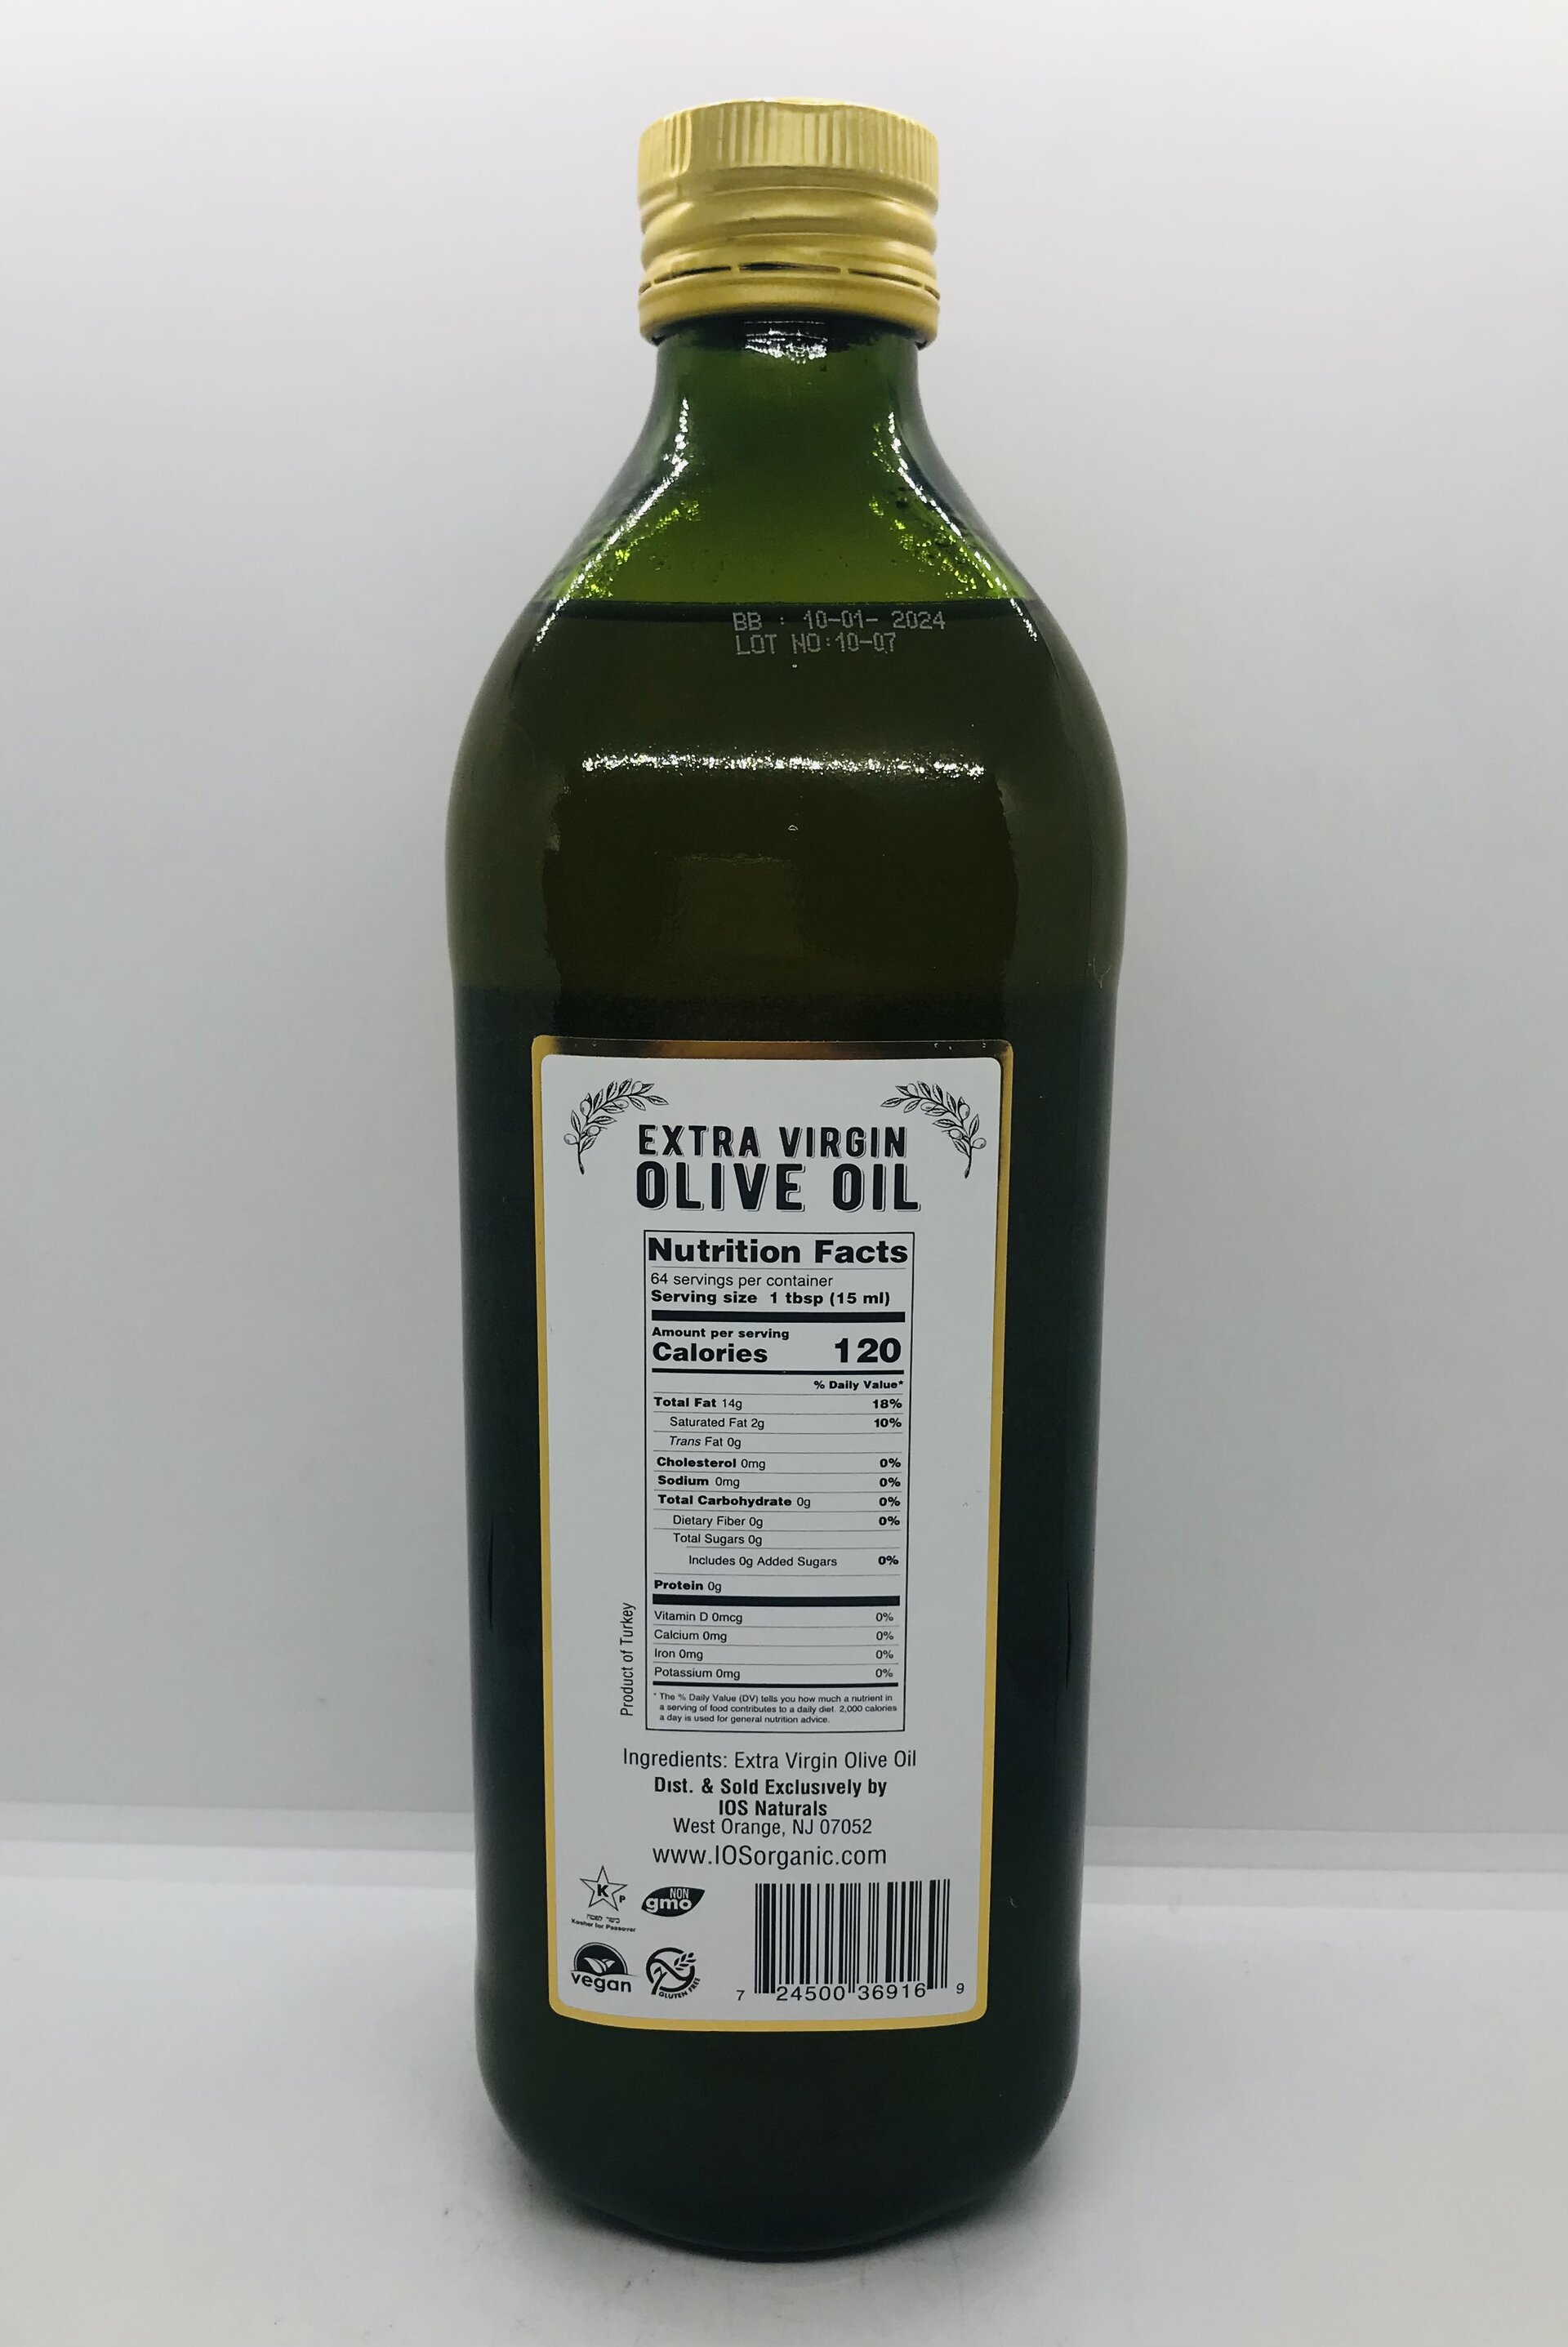 BB : 10-01- 2024
LOT NO:10-07
EXTRA VIRGIN
OLIVE OIL
Nutrition Facts
64 servings per container
Serving size 1 tbsp (15 ml)
Amount per serving
Calories 120
% Daily Value*
Total Fat 14g 18%
Saturated Fat 2g 10%
Trans Fat 0g
Cholesterol 0mg 0%
Sodium 0mg 0%
Total Carbohydrate 0g 0%
Dietary Fiber 0g 0%
Total Sugars 0g
Includes 0g Added Sugars 0%
Protein 0g
Vitamin D 0mcg 0%
Calcium 0mg 0%
Iron 0mg 0%
Potassium 0mg 0%
* The % Daily Value (DV) tells you how much a nutrient in
a serving of food contributes to a daily diet. 2,000 calories
a day is used for general nutrition advice.
Product of Turkey
Ingredients: Extra Virgin Olive Oil
Dist. & Sold Exclusively by
IOS Naturals
West Orange, NJ 07052
www.IOSorganic.com
K P
כשר לפסח
Kosher for Passover
NON
gmo
vegan
GLUTEN FREE
7 24500 36916 9